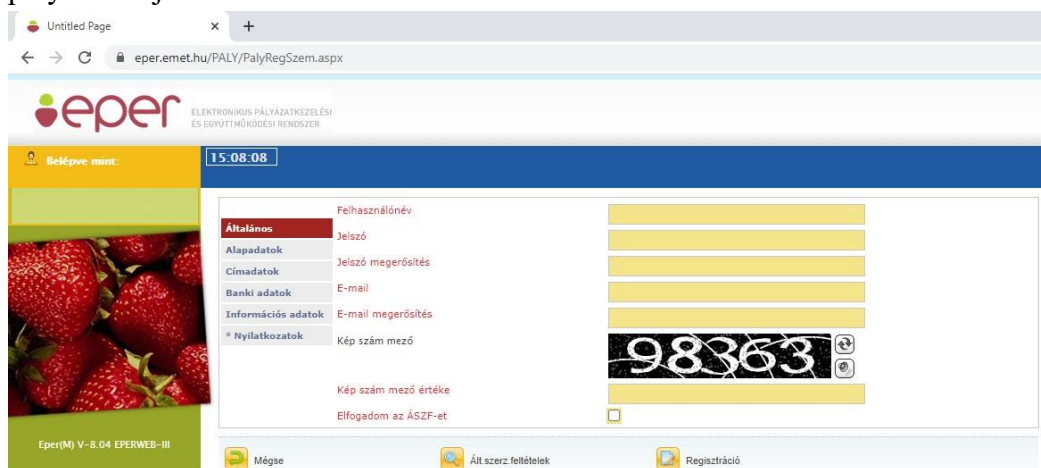 Untitled Page
eper.emet.hu/PALY/PalyRegSzem.aspx
eper
ELEKTRONIKUS PÁLYÁZATKEZELÉSI
ÉS EGYÜTTMŰKÖDÉSI RENDSZER
Belépve mint:
15:08:08
Általános
Alapadatok
Címadatok
Banki adatok
Információs adatok
° Nyilatkozatok
Felhasználónév
Jelszó
Jelszó megerősítés
E-mail
E-mail megerősítés
Kép szám mező
98363
Kép szám mező értéke
Elfogadom az ÁSZF-et
Eper(M) V-8.04 EPERWEB-III
Mégse
Ált.szerz.feltételek
Regisztráció